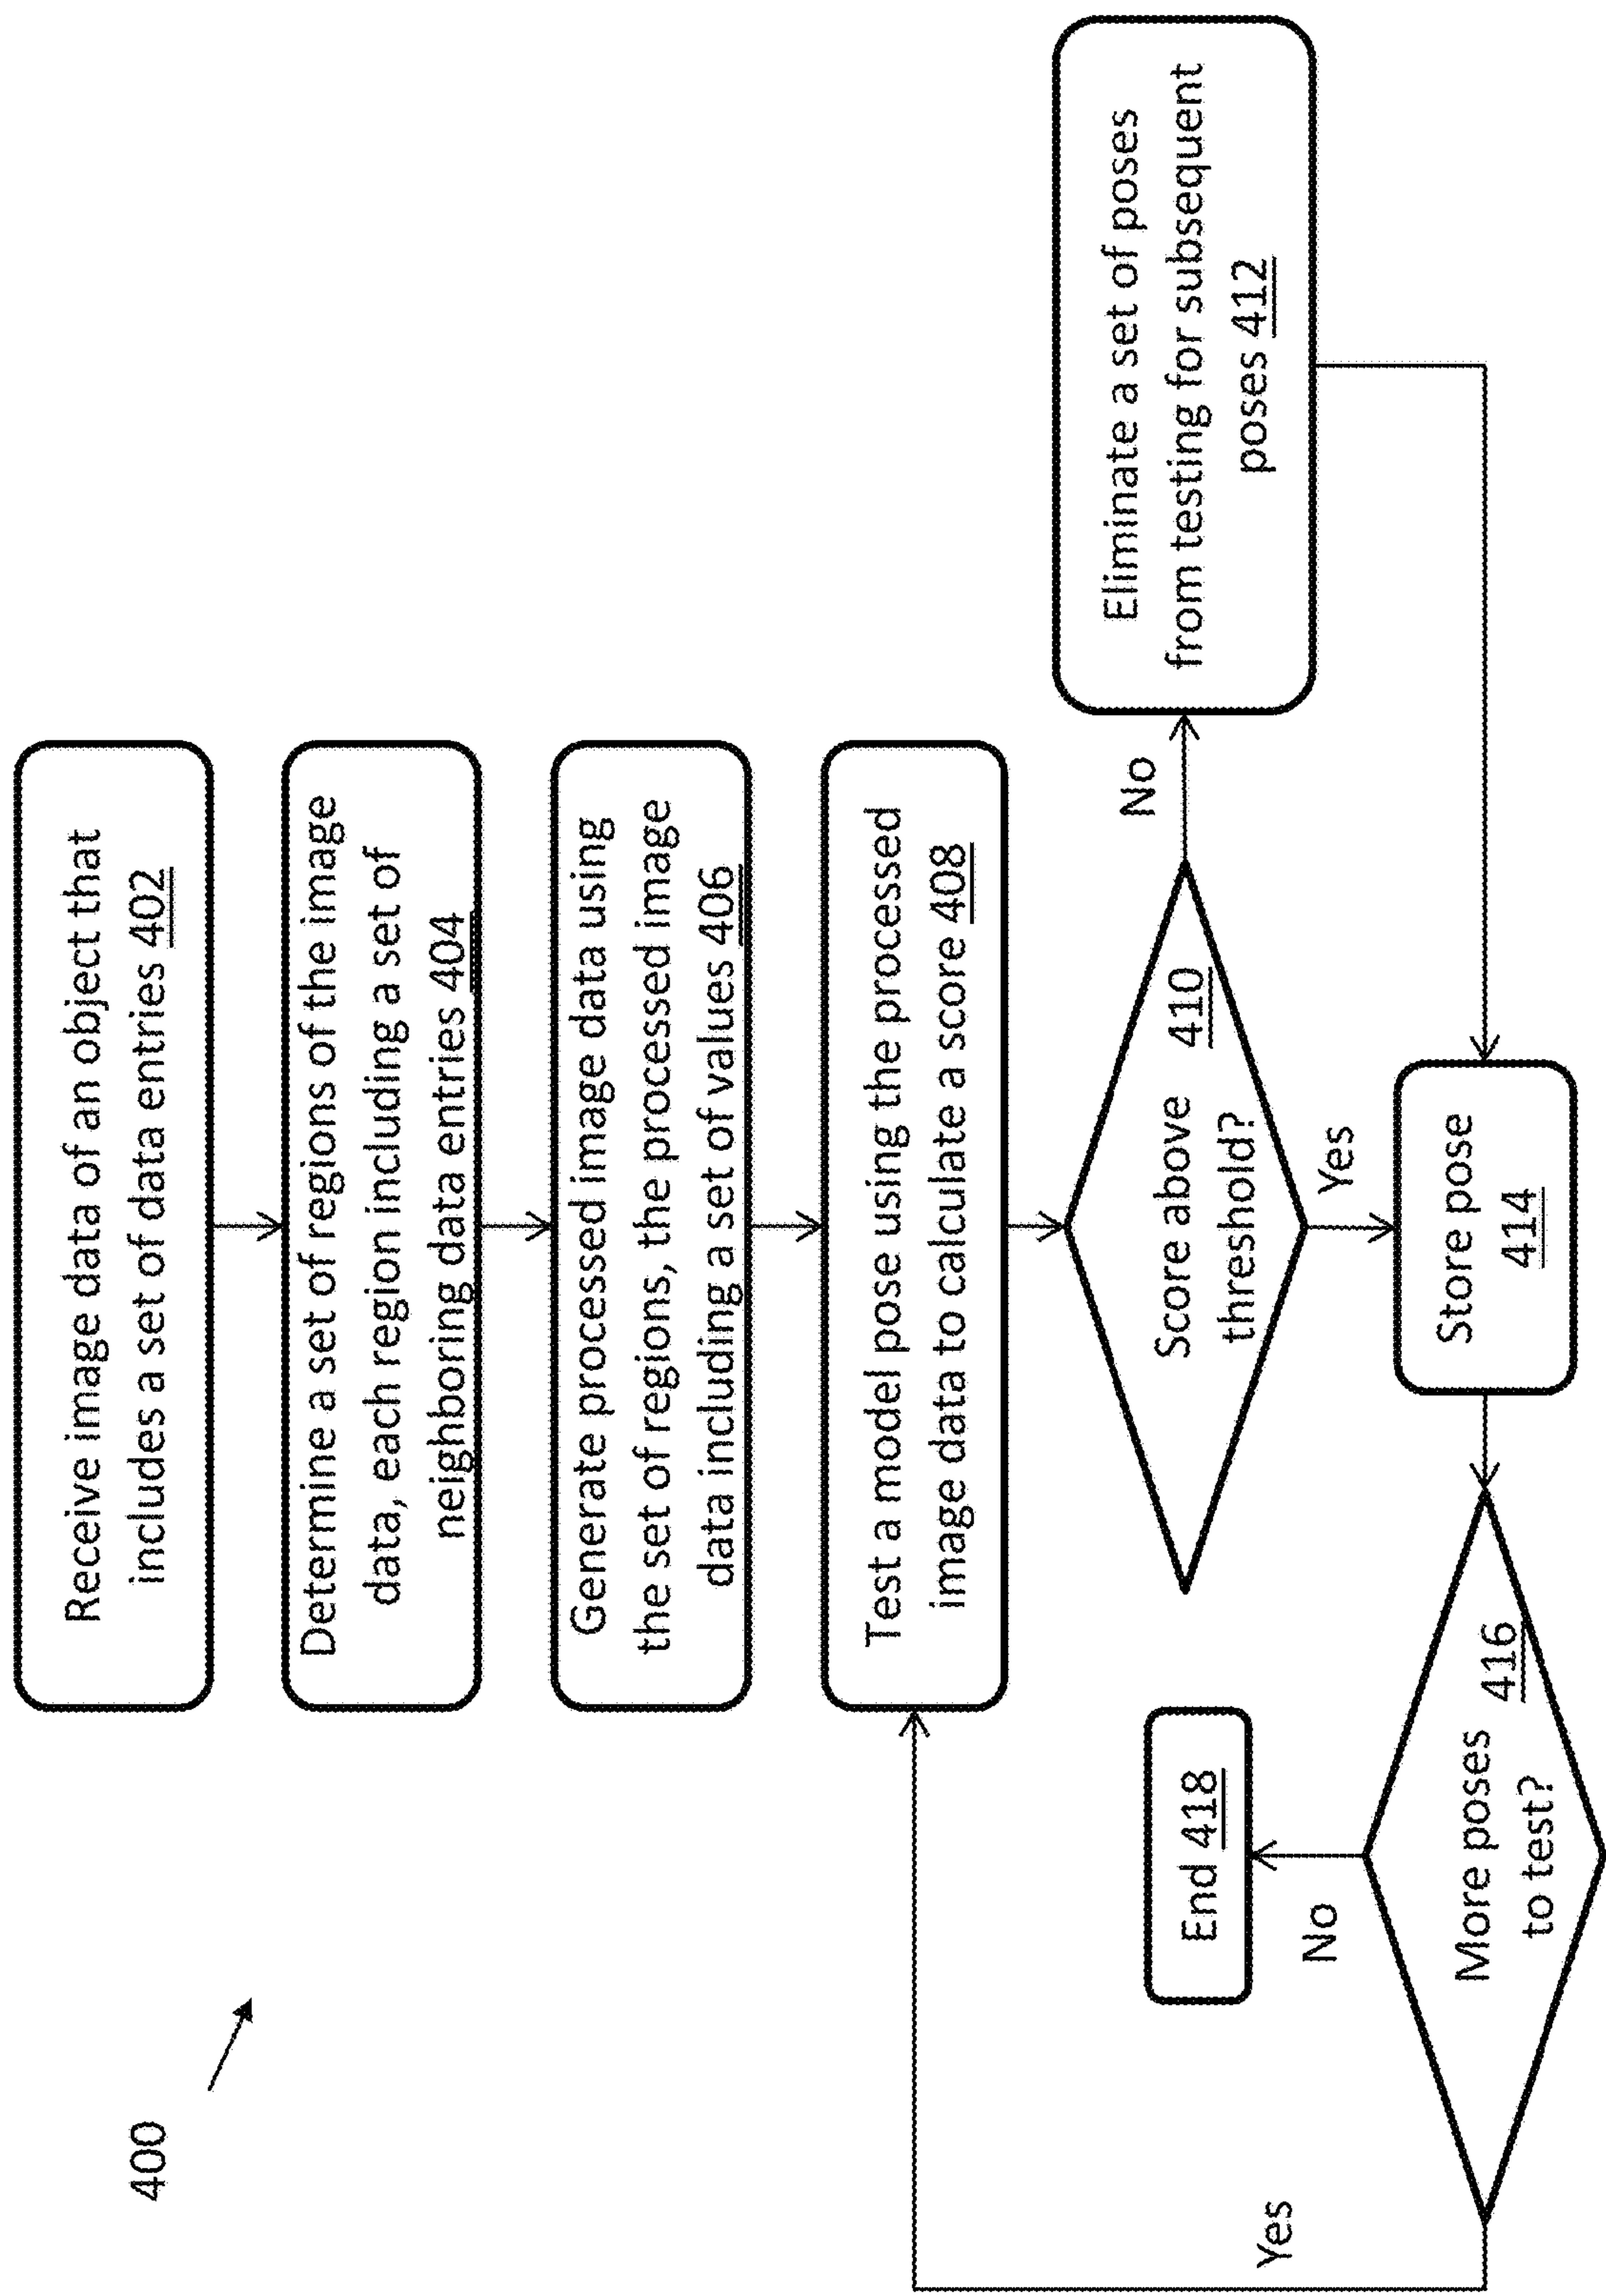 400
Receive image data of an object that
includes a set of data entries 402
Determine a set of regions of the image
data, each region including a set of
neighboring data entries 404
Generate processed image data using
the set of regions, the processed image
data including a set of values 406
Test a model pose using the processed
image data to calculate a score 408
Score above 410
threshold?
No
Eliminate a set of poses
from testing for subsequent
poses 412
Yes
Store pose
414
More poses 416
to test?
No
End 418
Yes